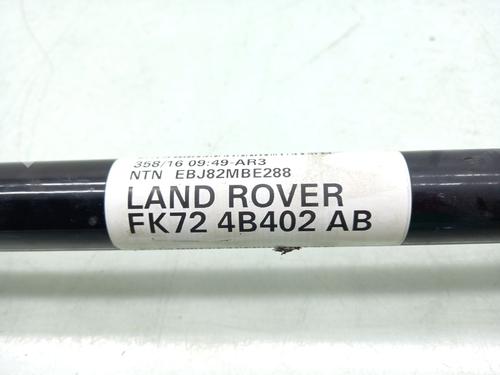 358/16 09:49-AR3
NTN EBJ82MBE288
LAND ROVER
FK72 4B402 AB